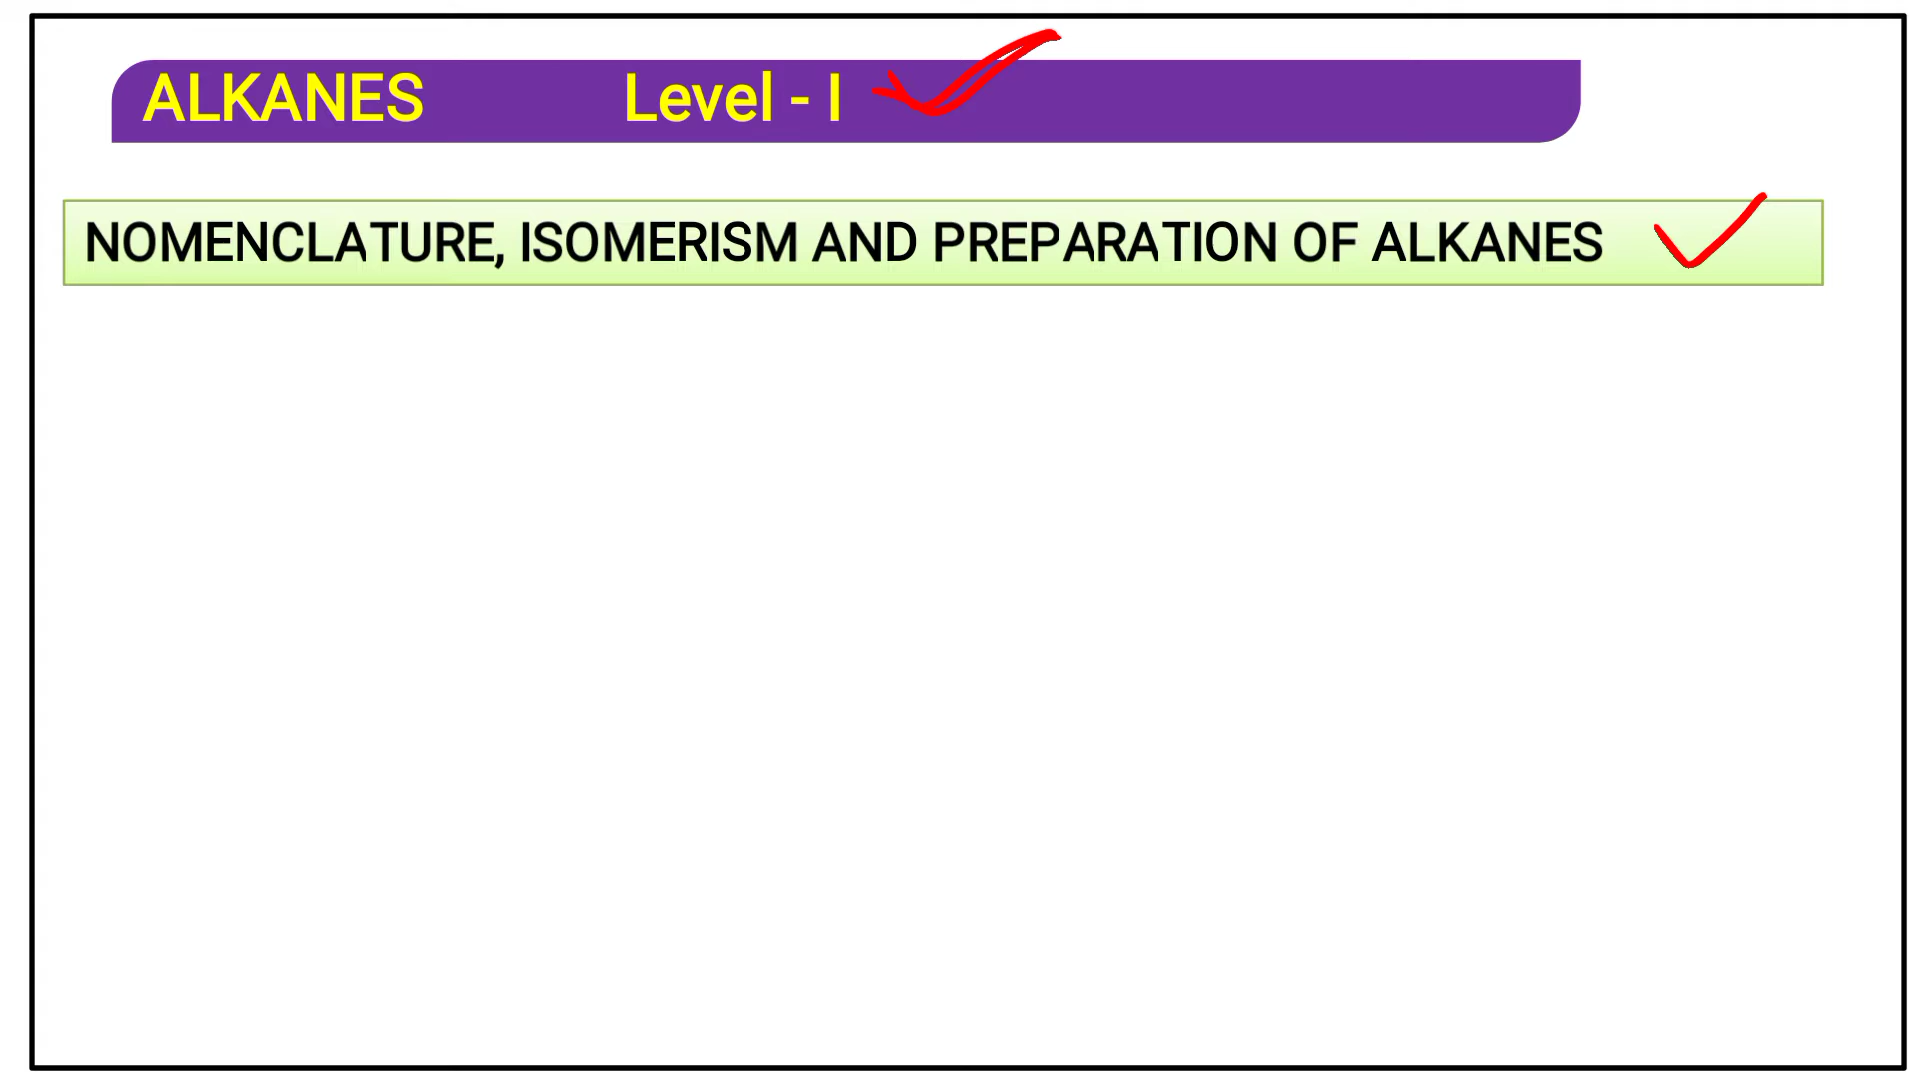 ALKANES Level - I
NOMENCLATURE, ISOMERISM AND PREPARATION OF ALKANES